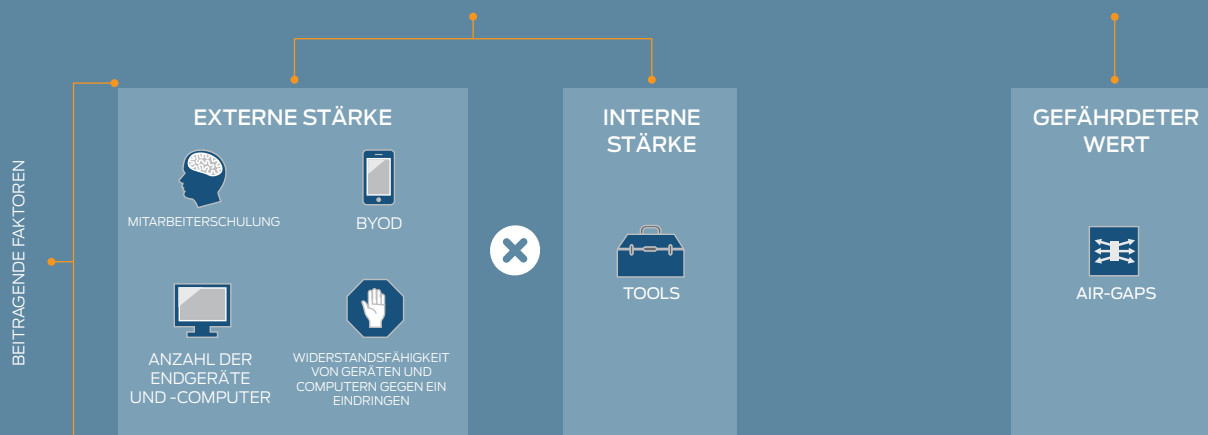 BEITRAGENDE FAKTOREN
EXTERNE STÄRKE
MITARBEITERSCHULUNG
BYOD
ANZAHL DER
ENDGERÄTE
UND -COMPUTER
WIDERSTANDSFÄHIGKEIT
VON GERÄTEN UND
COMPUTERN GEGEN EIN
EINDRINGEN
INTERNE
STÄRKE
TOOLS
GEFÄHRDETER
WERT
AIR-GAPS